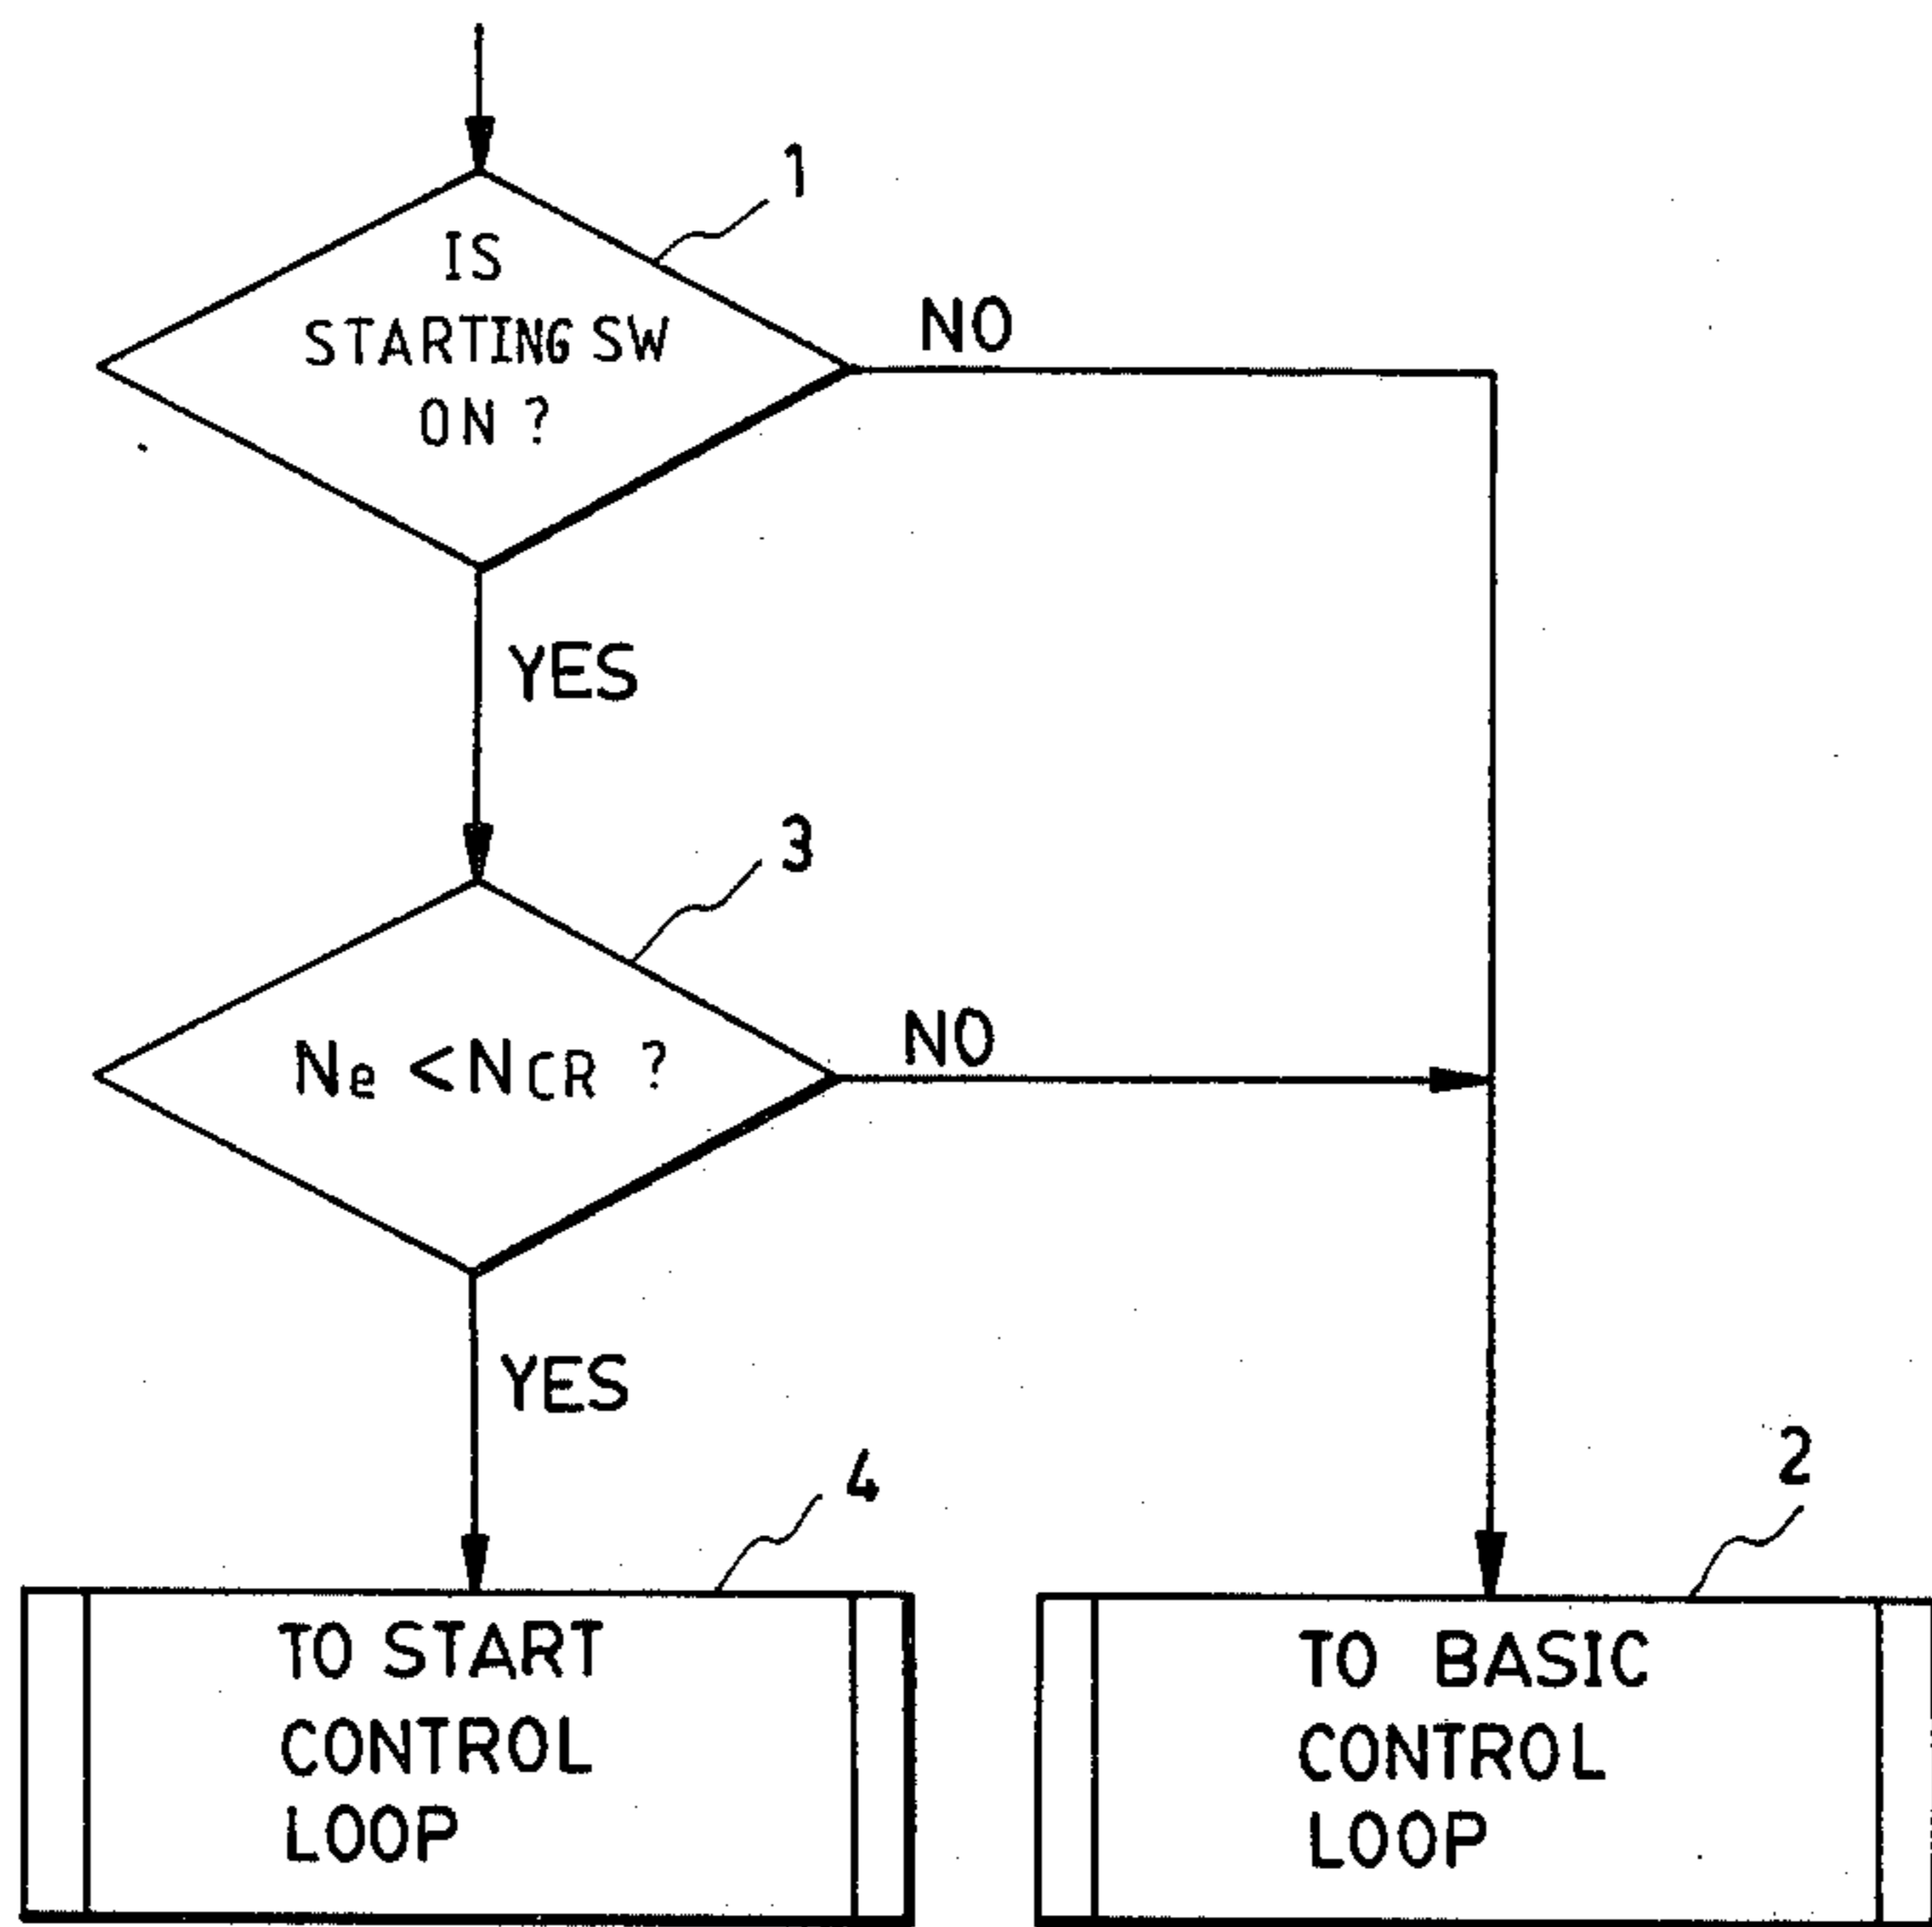 1
IS
STARTING SW
ON ?
NO
YES
3
Ne < NCR ?
NO
YES
4
2
TO START
CONTROL
LOOP
TO BASIC
CONTROL
LOOP